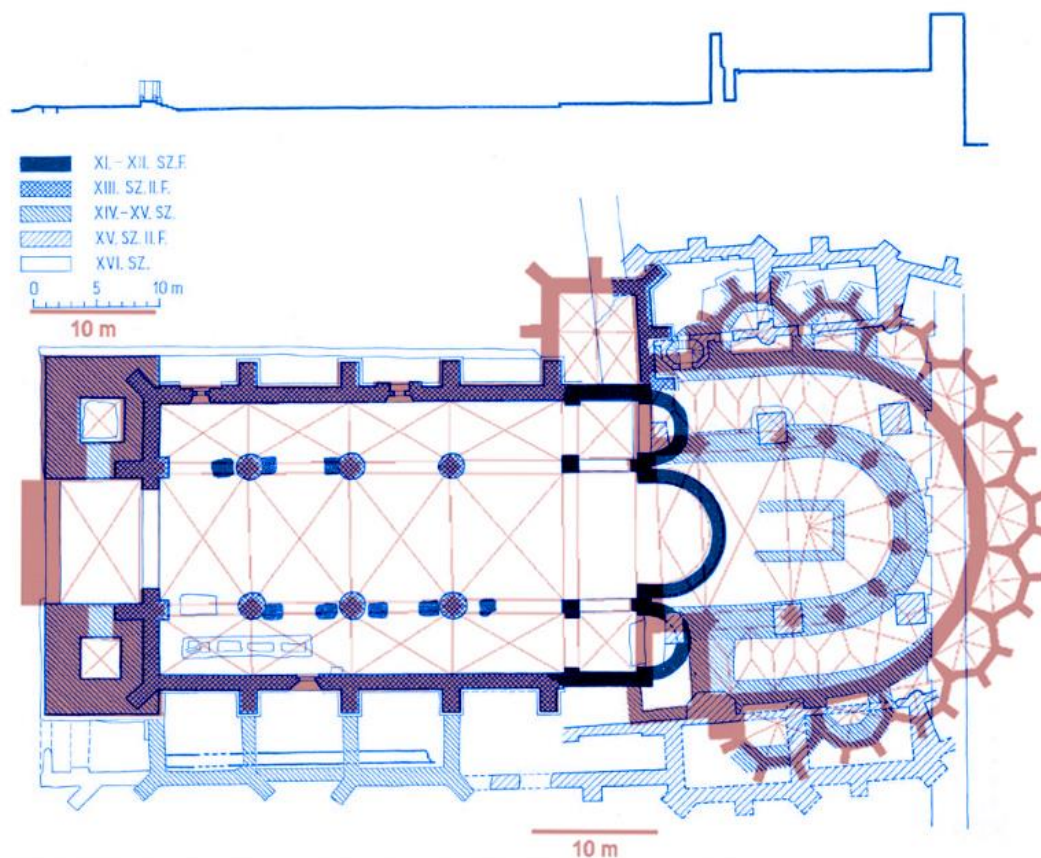 XI.-XII. SZ.F.
XIII. SZ. II. F.
XIV.-XV. SZ.
XV. SZ. II. F.
XVI. SZ.
0 5 10 m
10 m
10 m